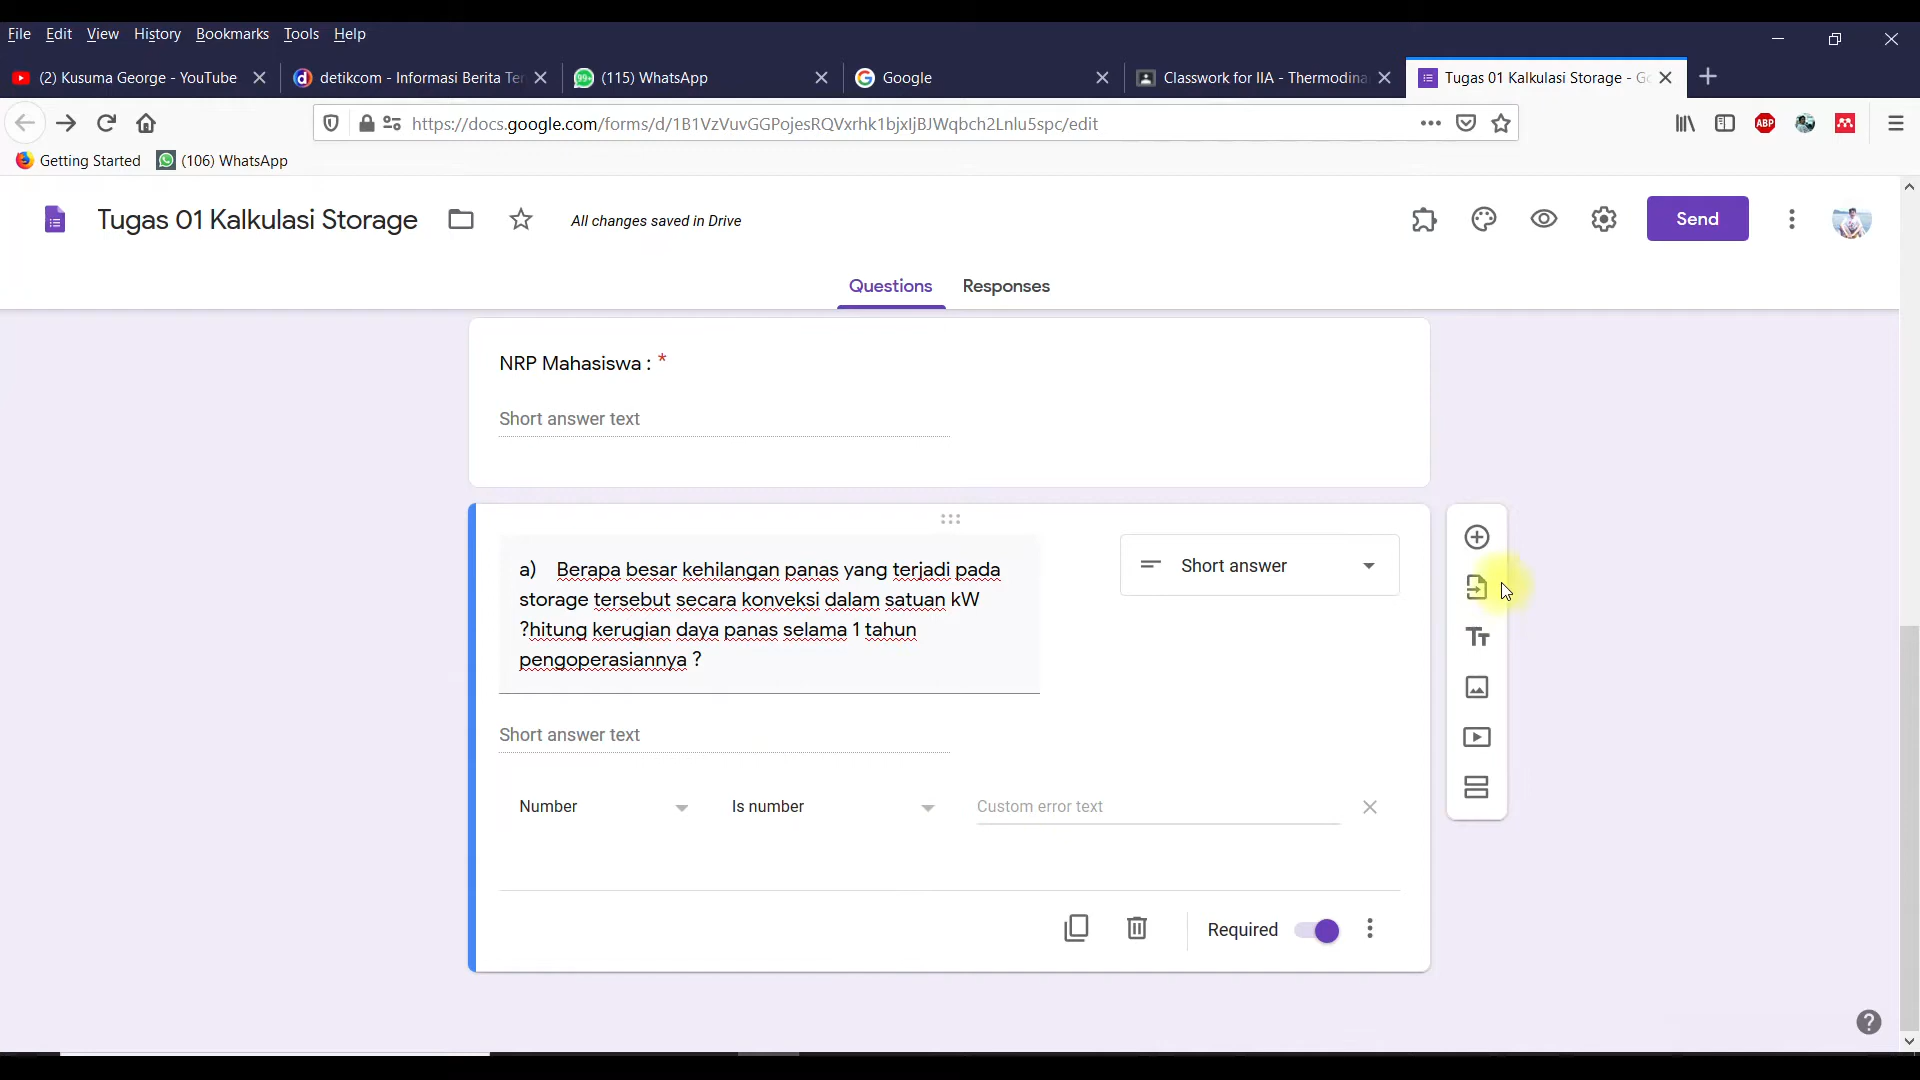 File Edit View History Bookmarks Tools Help
(2) Kusuma George - YouTube
detikcom - Informasi Berita Ter
99+ (115) WhatsApp
Google
Classwork for IIA - Thermodina
Tugas 01 Kalkulasi Storage - Go
https://docs.google.com/forms/d/1B1VzVuvGGPojesRQVxrhk1bjxljBJWqbch2Lnlu5spc/edit
ABP
Getting Started (106) WhatsApp
Tugas 01 Kalkulasi Storage
All changes saved in Drive
Send
Questions Responses
NRP Mahasiswa : *
Short answer text
a) Berapa besar kehilangan panas yang terjadi pada
storage tersebut secara konveksi dalam satuan kW
?hitung kerugian daya panas selama 1 tahun
pengoperasiannya ?
Short answer
Short answer text
Number
Is number
Custom error text
Required